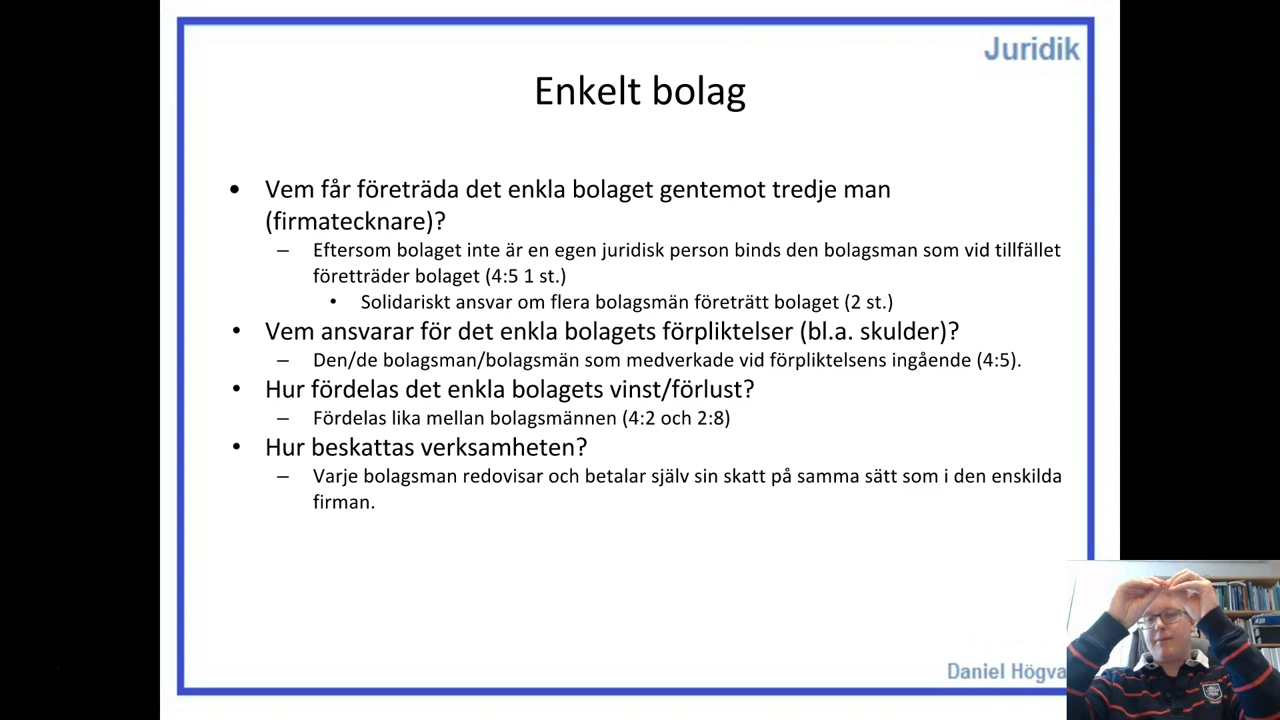 Juridik
Enkelt bolag
• Vem får företräda det enkla bolaget gentemot tredje man
(firmatecknare)?
– Eftersom bolaget inte är en egen juridisk person binds den bolagsman som vid tillfället
företträder bolaget (4:5 1 st.)
• Solidariskt ansvar om flera bolagsmän företrätt bolaget (2 st.)
• Vem ansvarar för det enkla bolagets förpliktelser (bl.a. skulder)?
– Den/de bolagsman/bolagsmän som medverkade vid förpliktelsens ingående (4:5).
• Hur fördelas det enkla bolagets vinst/förlust?
– Fördelas lika mellan bolagsmännen (4:2 och 2:8)
• Hur beskattas verksamheten?
– Varje bolagsman redovisar och betalar själv sin skatt på samma sätt som i den enskilda
firman.
Daniel Högva